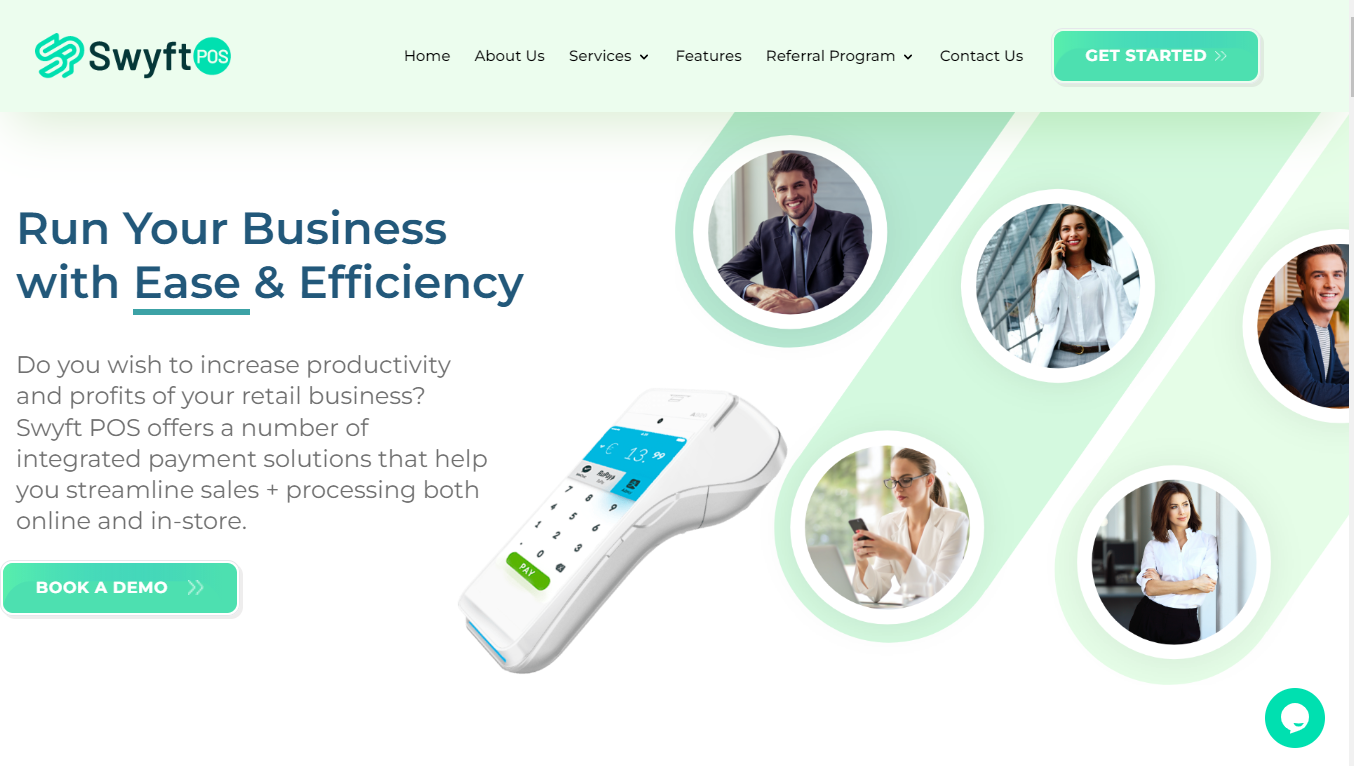 Swyft POS
Home
About Us
Services
Features
Referral Program
Contact Us
GET STARTED
Run Your Business
with Ease & Efficiency
Do you wish to increase productivity
and profits of your retail business?
Swyft POS offers a number of
integrated payment solutions that help
you streamline sales + processing both
online and in-store.
BOOK A DEMO
€ 13.99
RuPay
7 8 9
4 5 6
1 2 3
. 0
PAY